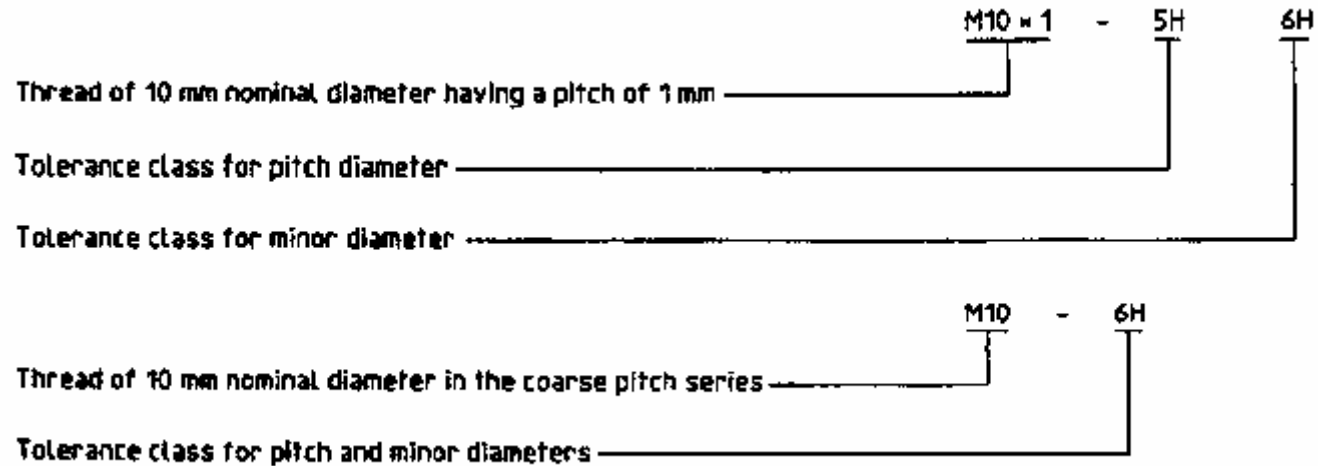 M10 × 1 - 5H 6H
Thread of 10 mm nominal diameter having a pitch of 1 mm
Tolerance class for pitch diameter
Tolerance class for minor diameter
M10 - 6H
Thread of 10 mm nominal diameter in the coarse pitch series
Tolerance class for pitch and minor diameters